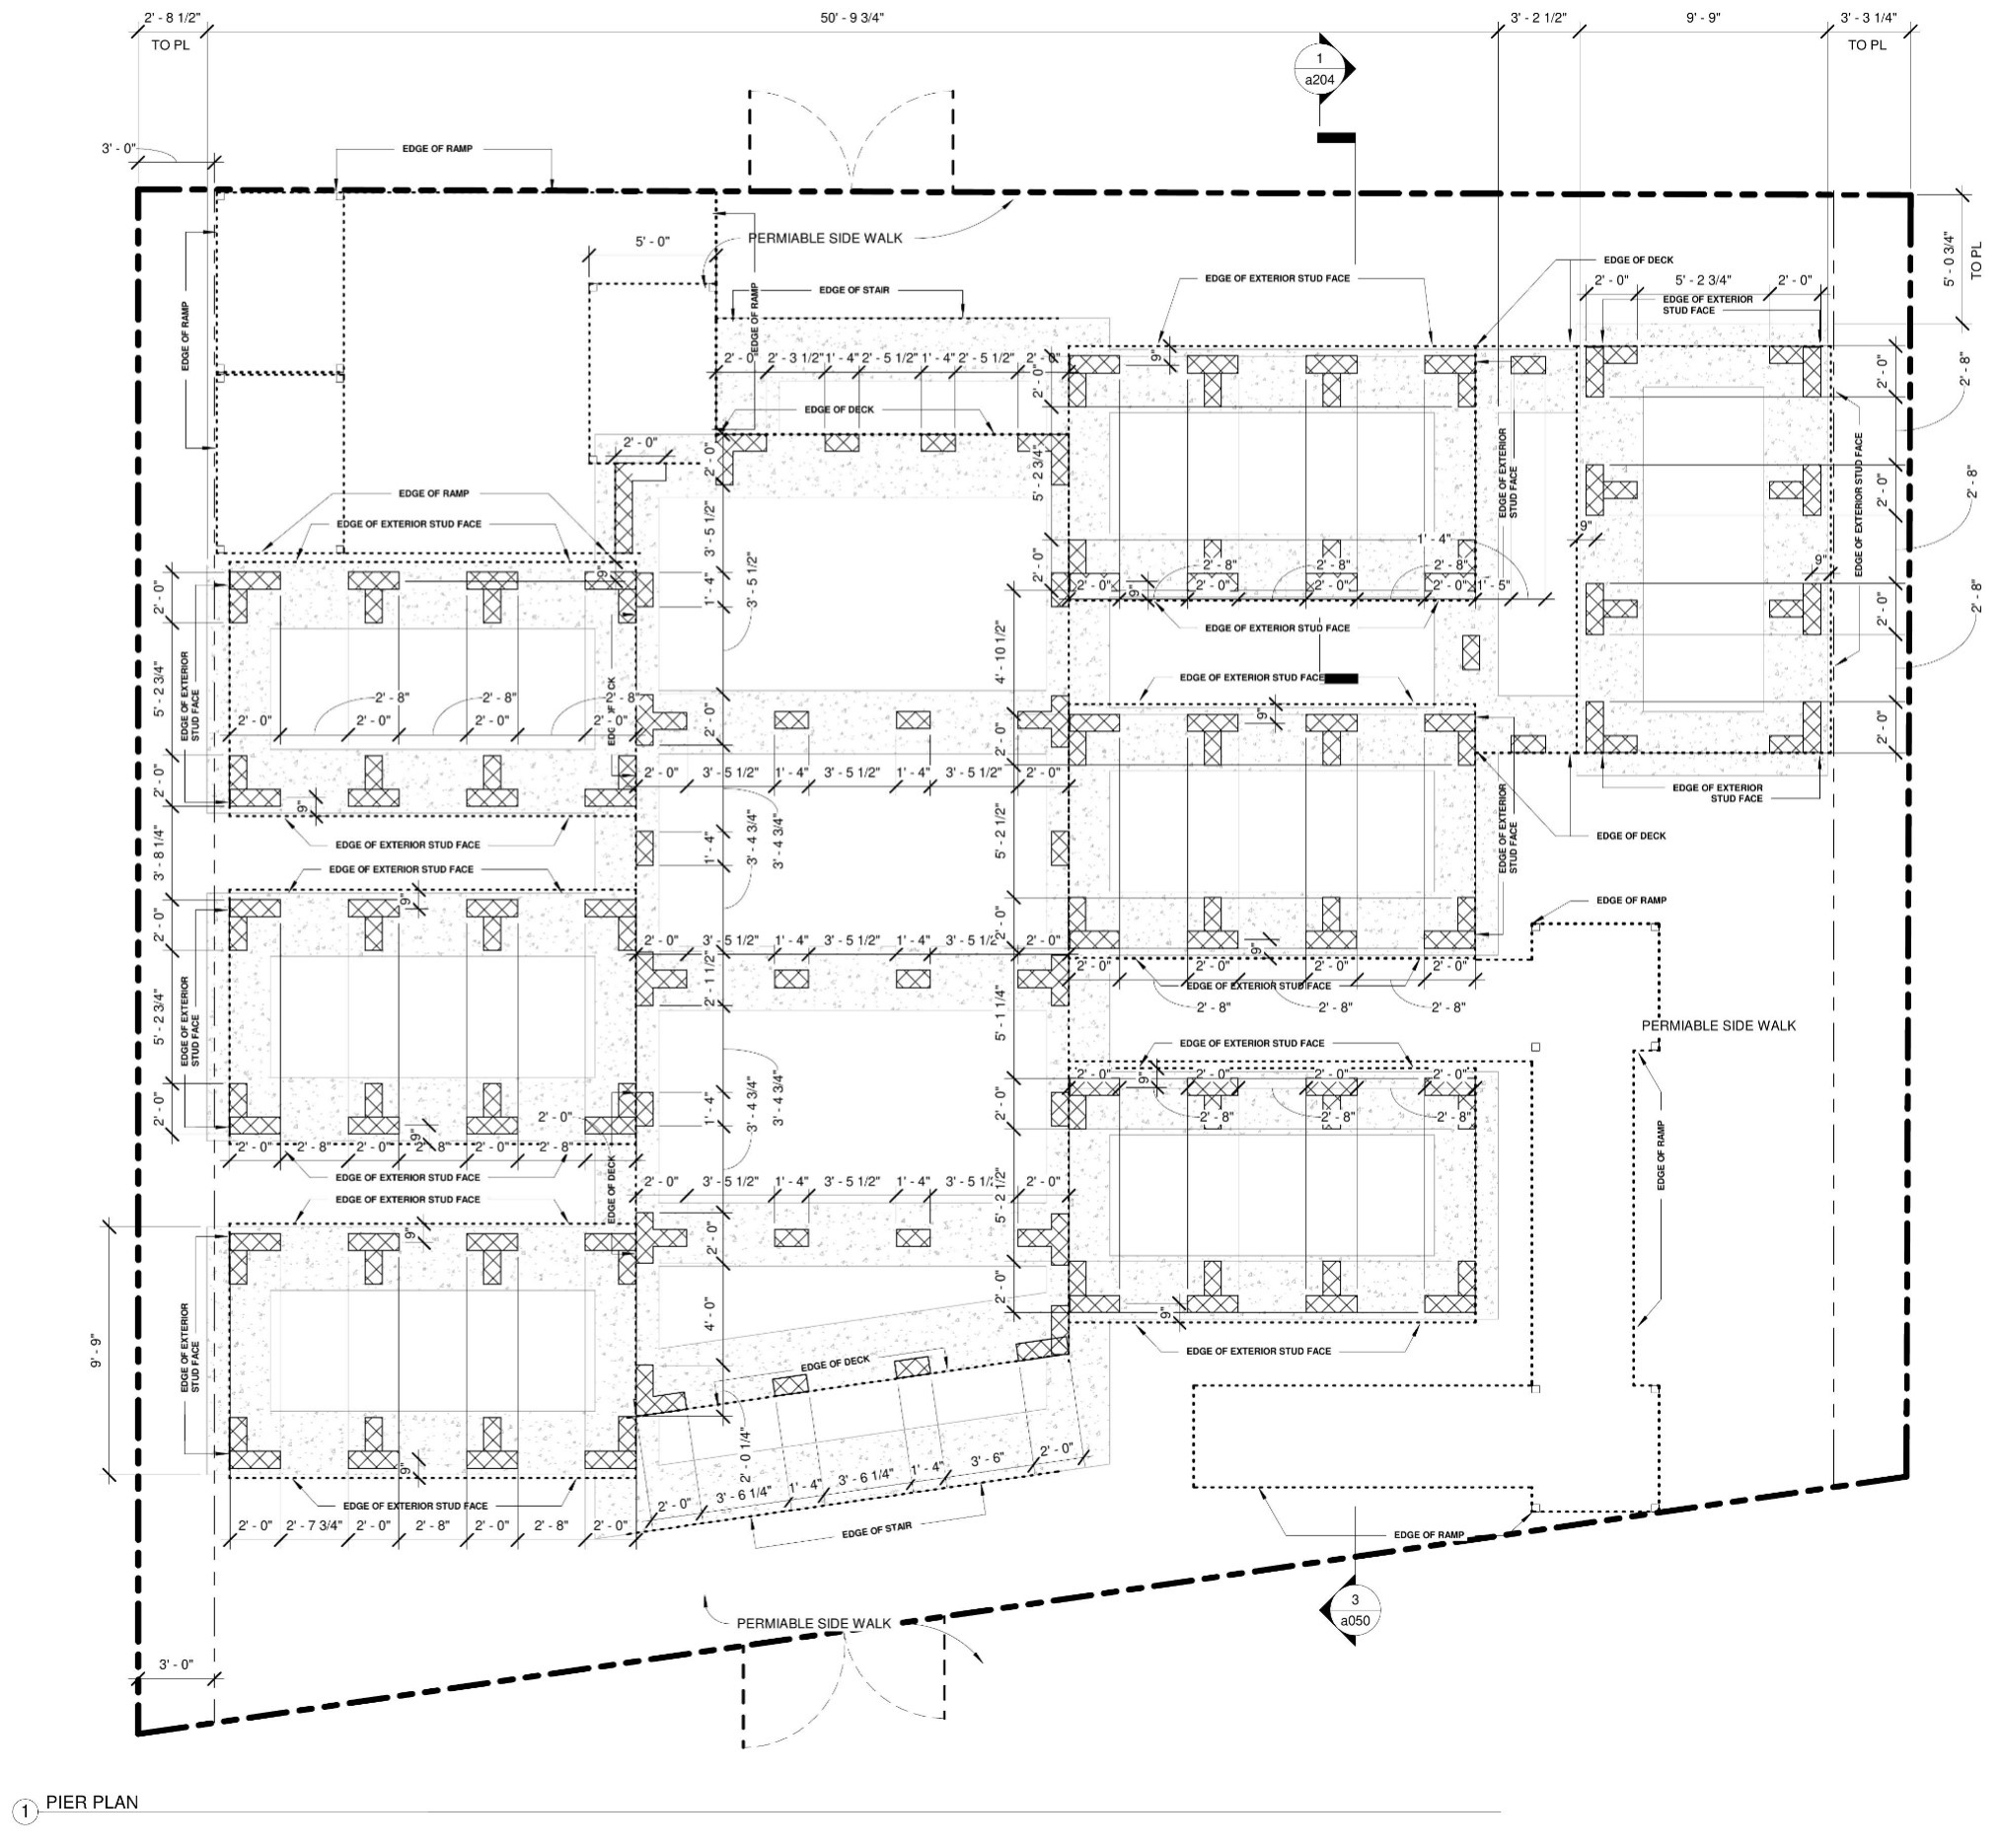 2' - 8 1/2"
50' - 9 3/4"
3' - 2 1/2"
9' - 9"
3' - 3 1/4"
TO PL
TO PL
1
a204
3' - 0"
EDGE OF RAMP
PERMIABLE SIDE WALK
5' - 0"
5' - 0 3/4"
TO PL
EDGE OF DECK
EDGE OF EXTERIOR STUD FACE
2' - 0"
5' - 2 3/4"
2' - 0"
EDGE OF STAIR
EDGE OF RAMP
EDGE OF RAMP
EDGE OF EXTERIOR
STUD FACE
2' - 0"
2' - 3 1/2"
1' - 4"
2' - 5 1/2"
1' - 4"
2' - 5 1/2"
2' - 0"
9"
2' - 0"
2' - 0"
2' - 8"
EDGE OF DECK
2' - 0"
2' - 0"
5' - 2 3/4"
EDGE OF EXTERIOR
STUD FACE
EDGE OF EXTERIOR STUD FACE
2' - 0"
2' - 8"
EDGE OF RAMP
EDGE OF EXTERIOR STUD FACE
3' - 5 1/2"
9"
1' - 4"
9"
2' - 8"
2' - 8"
2' - 8"
2' - 0"
9"
1' - 4"
3' - 5 1/2"
2' - 0"
2' - 0"
9"
2' - 0"
2' - 0"
2' - 0"
1' - 5"
2' - 0"
2' - 8"
EDGE OF EXTERIOR STUD FACE
4' - 10 1/2"
EDGE OF EXTERIOR STUD FACE
EDGE OF EXTERIOR
STUD FACE
5' - 2 3/4"
2' - 8"
2' - 8"
2' - 8"
2' - 0"
2' - 0"
2' - 0"
2' - 0"
2' - 0"
9"
2' - 0"
2' - 0"
2' - 0"
9"
2' - 0"
3' - 5 1/2"
1' - 4"
3' - 5 1/2"
1' - 4"
3' - 5 1/2"
2' - 0"
EDGE OF EXTERIOR
STUD FACE
EDGE OF EXTERIOR STUD FACE
3' - 8 1/4"
1' - 4"
3' - 4 3/4"
3' - 4 3/4"
5' - 2 1/2"
EDGE OF EXTERIOR
STUD FACE
EDGE OF DECK
EDGE OF EXTERIOR STUD FACE
9"
2' - 0"
2' - 0"
EDGE OF RAMP
2' - 0"
3' - 5 1/2"
1' - 4"
3' - 5 1/2"
1' - 4"
3' - 5 1/2"
2' - 0"
9"
2' - 0"
2' - 0"
2' - 0"
2' - 0"
EDGE OF EXTERIOR STUD FACE
2' - 8"
2' - 8"
2' - 8"
2' - 1 1/2"
5' - 1 1/4"
PERMIABLE SIDE WALK
5' - 2 3/4"
EDGE OF EXTERIOR
STUD FACE
EDGE OF EXTERIOR STUD FACE
9"
2' - 0"
2' - 0"
2' - 0"
2' - 0"
2' - 0"
2' - 8"
2' - 8"
2' - 8"
2' - 0"
9"
2' - 0"
1' - 4"
3' - 4 3/4"
3' - 4 3/4"
2' - 0"
2' - 8"
2' - 0"
2' - 8"
2' - 0"
2' - 8"
EDGE OF RAMP
EDGE OF EXTERIOR STUD FACE
EDGE OF DECK
2' - 0"
3' - 5 1/2"
1' - 4"
3' - 5 1/2"
1' - 4"
2' - 0"
5' - 2 1/2"
EDGE OF EXTERIOR STUD FACE
9"
2' - 0"
2' - 0"
9"
9' - 9"
EDGE OF EXTERIOR
STUD FACE
4' - 0"
EDGE OF EXTERIOR STUD FACE
EDGE OF DECK
9"
2' - 0 1/4"
2' - 0"
3' - 6 1/4"
1' - 4"
3' - 6 1/4"
1' - 4"
3' - 6"
2' - 0"
EDGE OF EXTERIOR STUD FACE
2' - 0"
2' - 7 3/4"
2' - 0"
2' - 8"
2' - 0"
2' - 8"
2' - 0"
EDGE OF STAIR
EDGE OF RAMP
3
a050
PERMIABLE SIDE WALK
3' - 0"
1 PIER PLAN